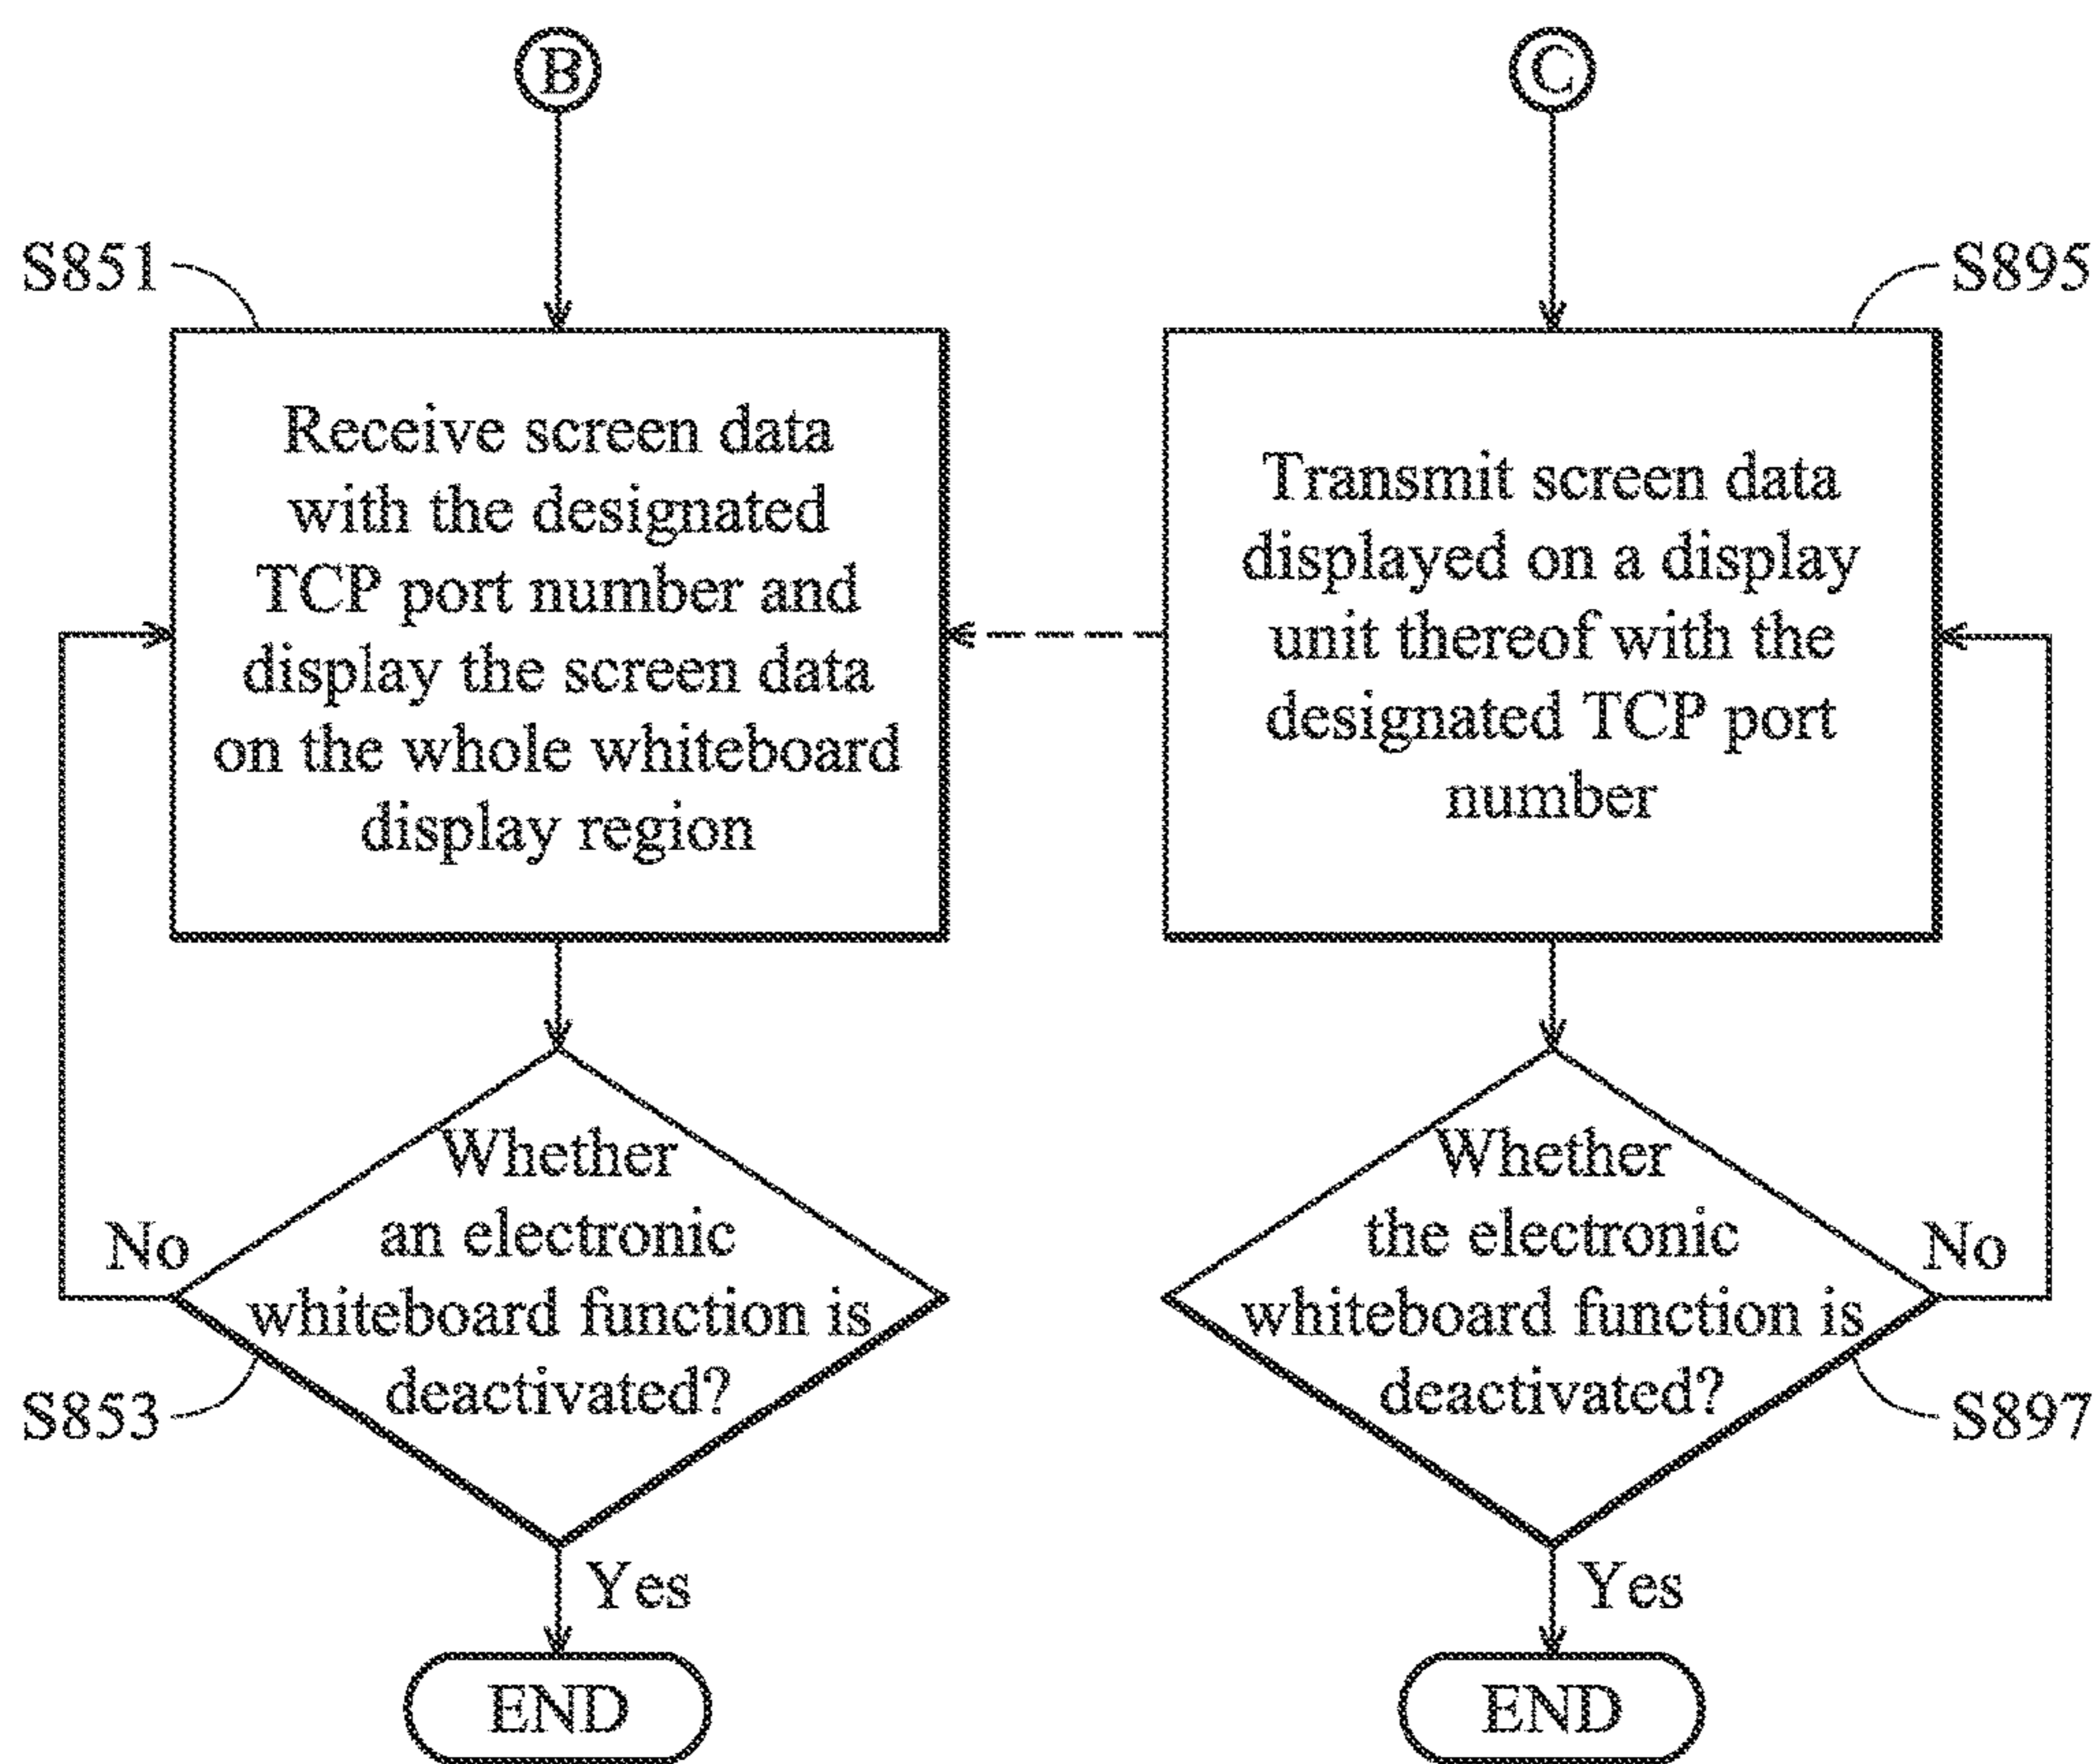 B
S851
Receive screen data
with the designated
TCP port number and
display the screen data
on the whole whiteboard
display region
No
Whether
an electronic
whiteboard function is
deactivated?
S853
Yes
END
C
S895
Transmit screen data
displayed on a display
unit thereof with the
designated TCP port
number
Whether
the electronic
whiteboard function is
deactivated?
No
S897
Yes
END